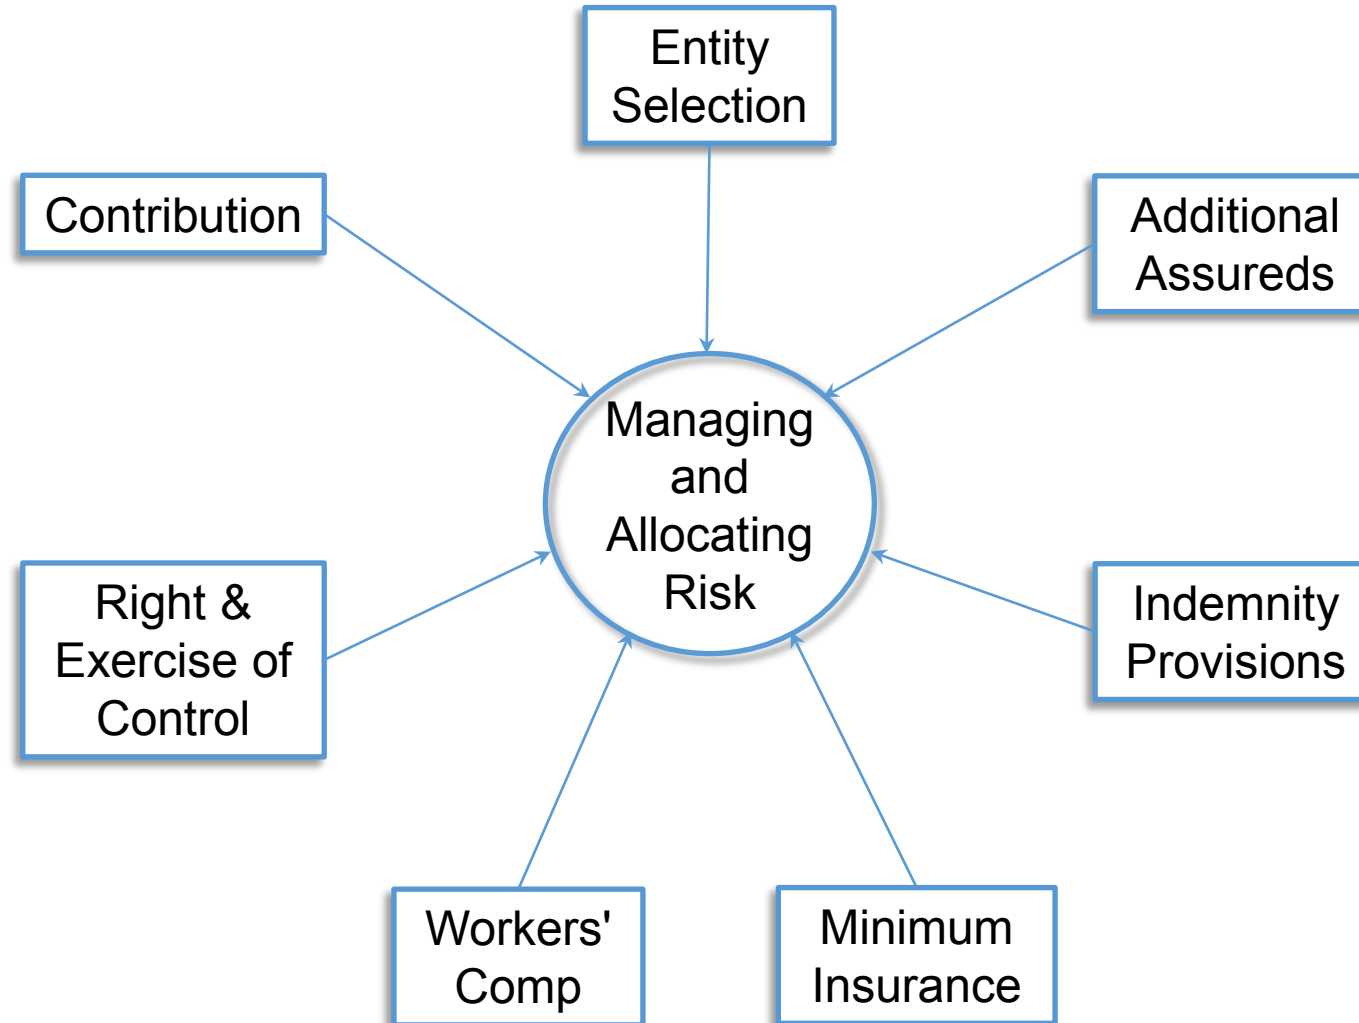 Entity
Selection
Contribution
Additional
Assureds
Managing
and
Allocating
Risk
Right &
Exercise of
Control
Indemnity
Provisions
Workers'
Comp
Minimum
Insurance